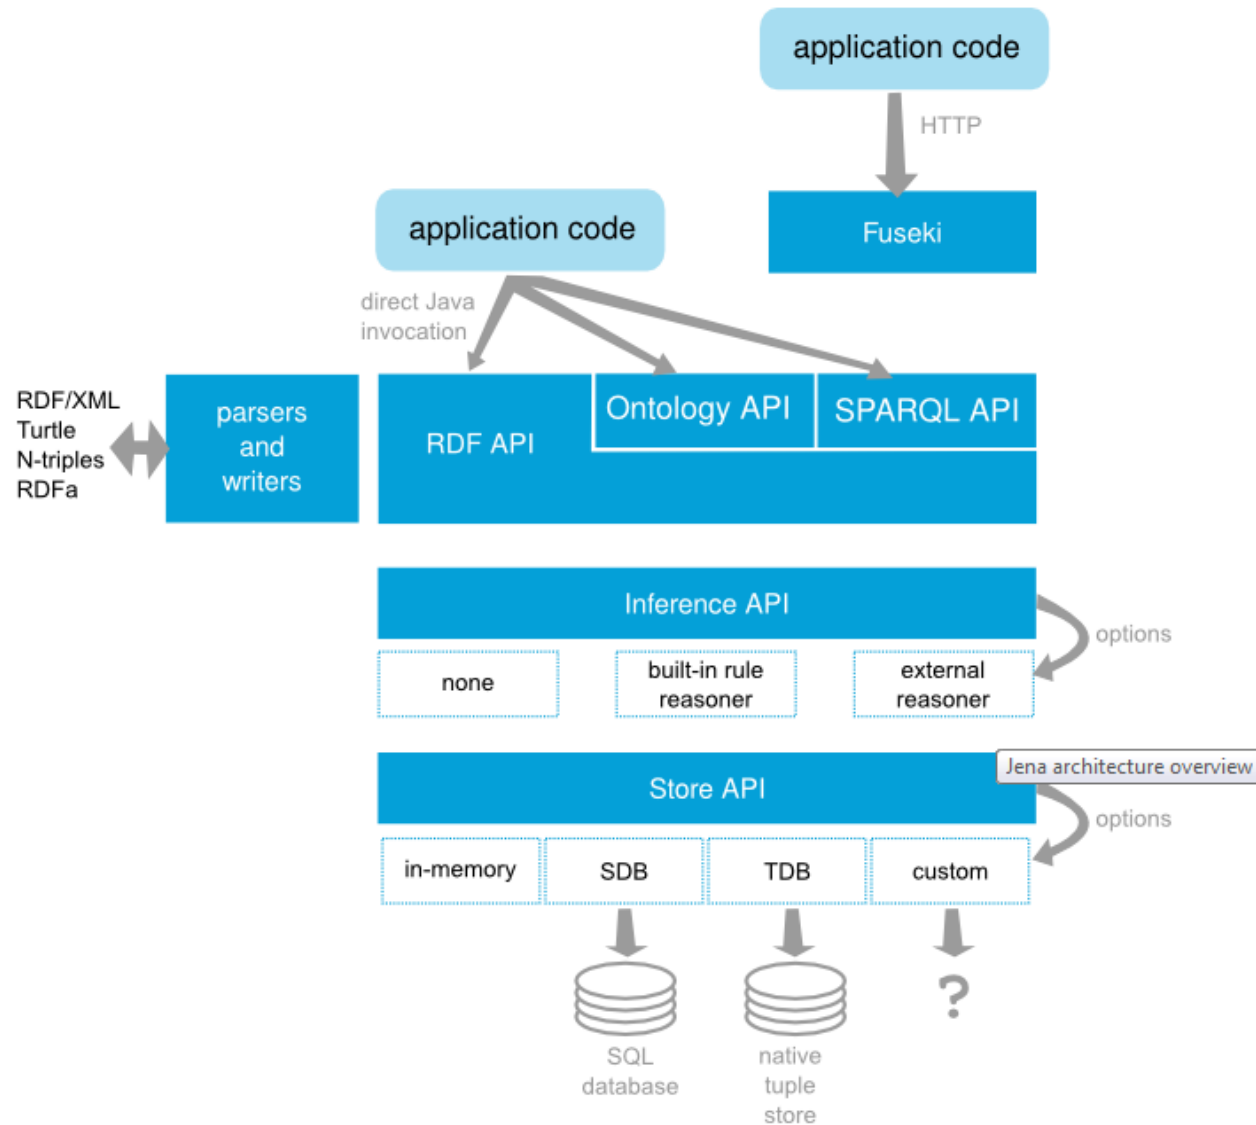 application code
HTTP
Fuseki
application code
direct Java
invocation
RDF/XML
Turtle
N-triples
RDFa
parsers
and
writers
RDF API
Ontology API
SPARQL API
Inference API
options
none
built-in rule
reasoner
external
reasoner
Store API
Jena architecture overview
options
in-memory
SDB
TDB
custom
?
SQL
database
native
tuple
store